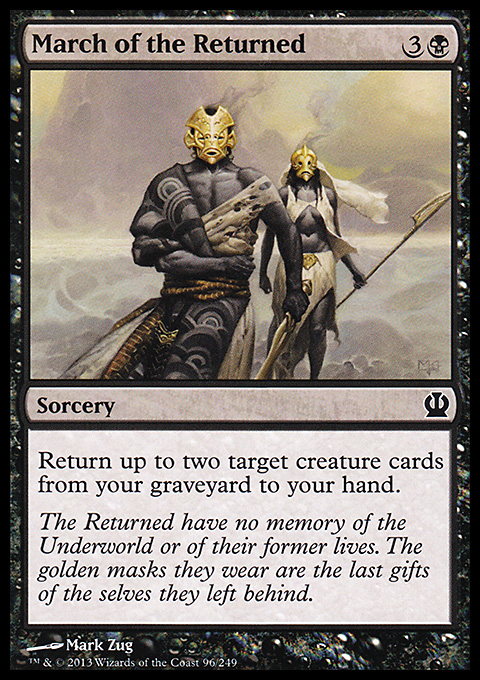 March of the Returned 3
MG
Sorcery
Return up to two target creature cards
from your graveyard to your hand.
The Returned have no memory of the
Underworld or of their former lives. The
golden masks they wear are the last gifts
of the selves they left behind.
Mark Zug
™ & © 2013 Wizards of the Coast 96/249